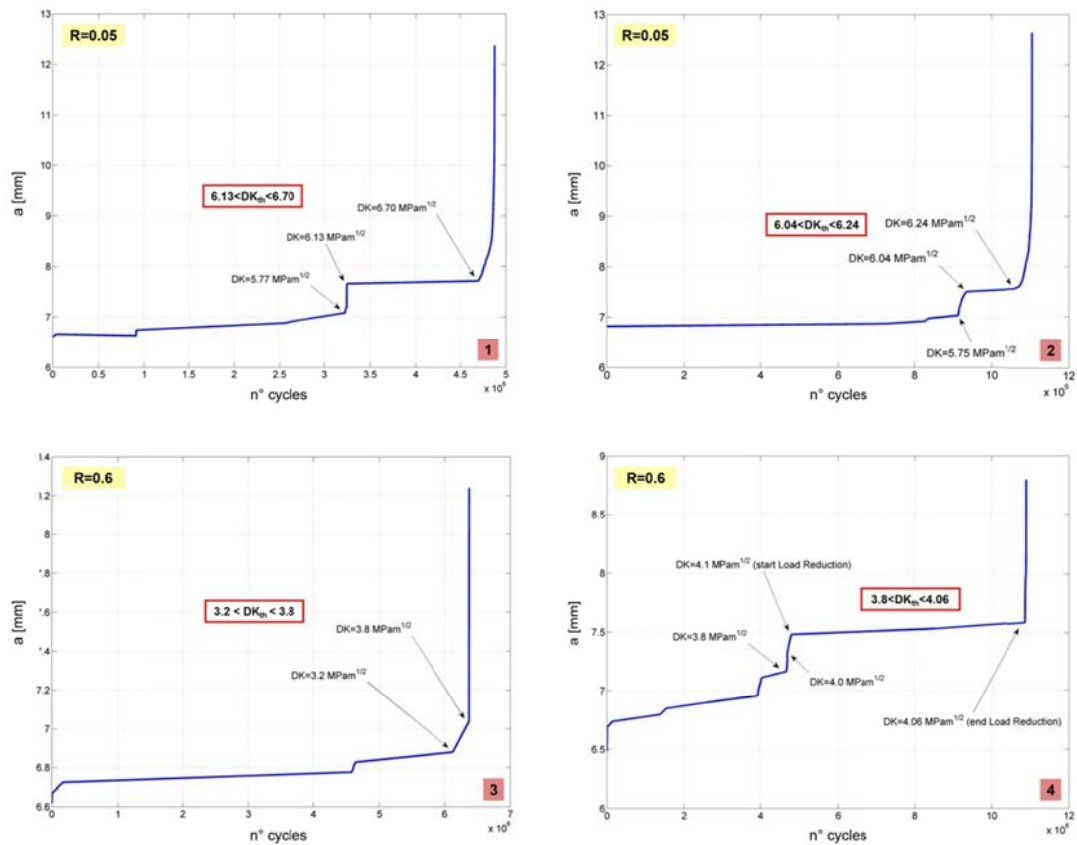 R=0.05
13
12
11
10
9
8
7
6
a [mm]
6.13<DKth<6.70
DK=6.70 MPam1/2
DK=6.13 MPam1/2
DK=5.77 MPam1/2
1
0 0.5 1 1.5 2 2.5 3 3.5 4 4.5 5
x 10
n° cycles
R=0.05
13
12
11
10
9
8
7
6
a [mm]
6.04<DKth<6.24
DK=6.24 MPam1/2
DK=6.04 MPam1/2
DK=5.75 MPam1/2
2
0 2 4 6 8 10 12
x 10
n° cycles
R=0.6
.4
.2
8
.6
.4
7.2
7
6.8
6.6
a [mm]
3.2 < DKth < 3.8
DK=3.8 MPam1/2
DK=3.2 MPam1/2
3
0 1 2 3 4 5 6 7
x 10
n° cycles
R=0.6
9
8.5
8
7.5
7
6.5
6
a [mm]
DK=4.1 MPam1/2 (start Load Reduction)
3.8<DKth<4.06
DK=3.8 MPam1/2
DK=4.0 MPam1/2
DK=4.06 MPam1/2 (end Load Reduction)
4
0 2 4 6 8 10 12
x 10
n° cycles